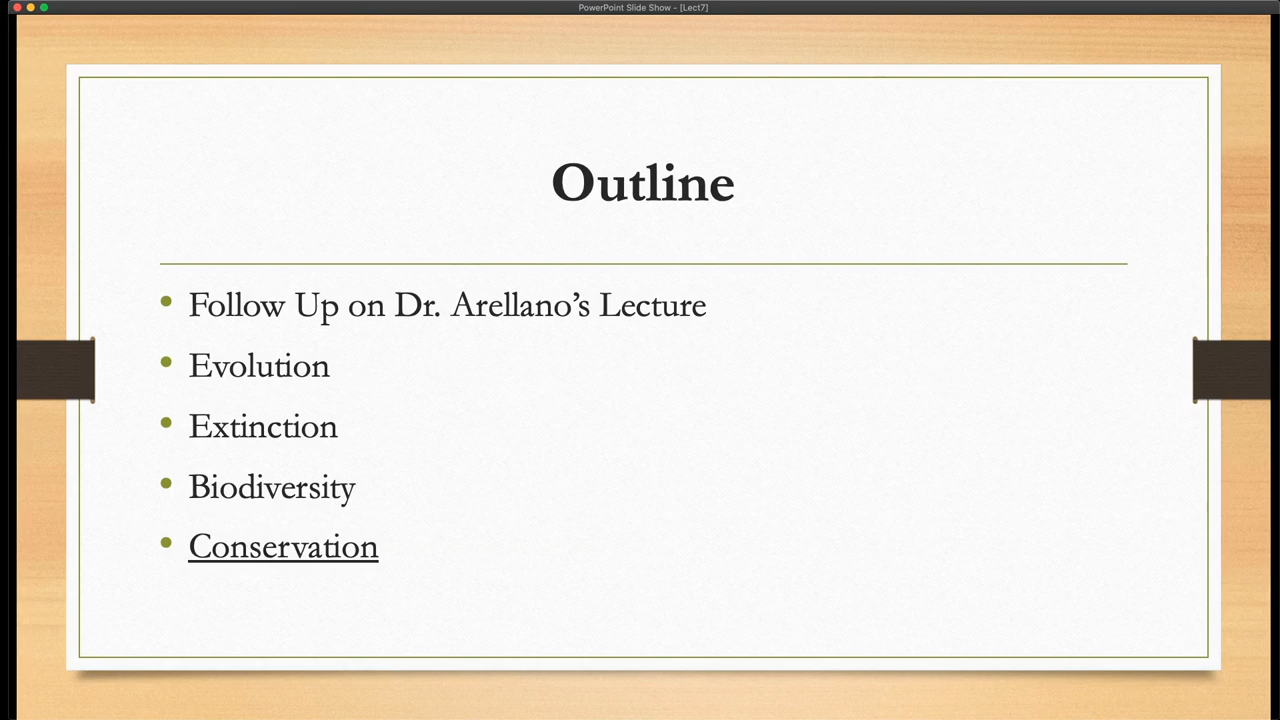 PowerPoint Slide Show - [Lect7]
Outline
• Follow Up on Dr. Arellano’s Lecture
• Evolution
• Extinction
• Biodiversity
• Conservation